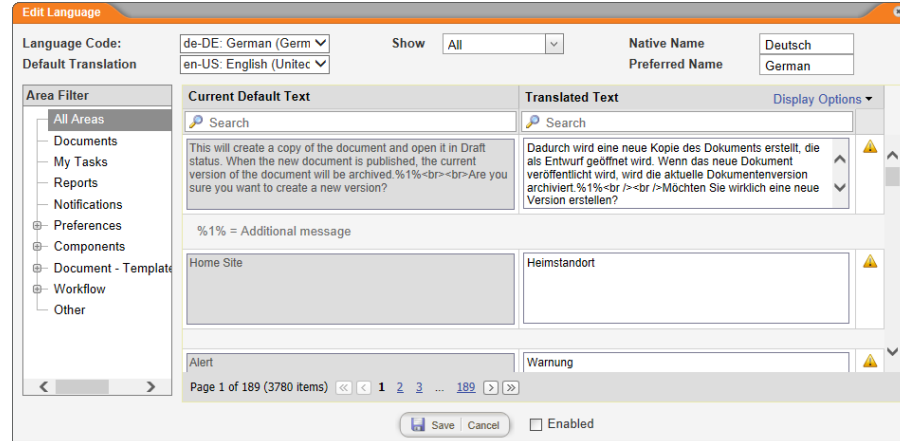 Edit Language
Language Code:
de-DE: German (Germ
Show
All
Native Name
Deutsch
Default Translation
en-US: English (Unitec
Preferred Name
German
Area Filter
All Areas
Documents
My Tasks
Reports
Notifications
Preferences
Components
Document - Template
Workflow
Other
Current Default Text
Translated Text
Display Options
Search
Search
This will create a copy of the document and open it in Draft
status. When the new document is published, the current
version of the document will be archived.%1%<br><br>Are you
sure you want to create a new version?
Dadurch wird eine neue Kopie des Dokuments erstellt, die
als Entwurf geöffnet wird. Wenn das neue Dokument
veröffentlicht wird, wird die aktuelle Dokumentenversion
archiviert.%1%<br /><br />Möchten Sie wirklich eine neue
Version erstellen?
%1% = Additional message
Home Site
Heimstandort
Alert
Warnung
Page 1 of 189 (3780 items) 1 2 3 ... 189
Save Cancel
Enabled